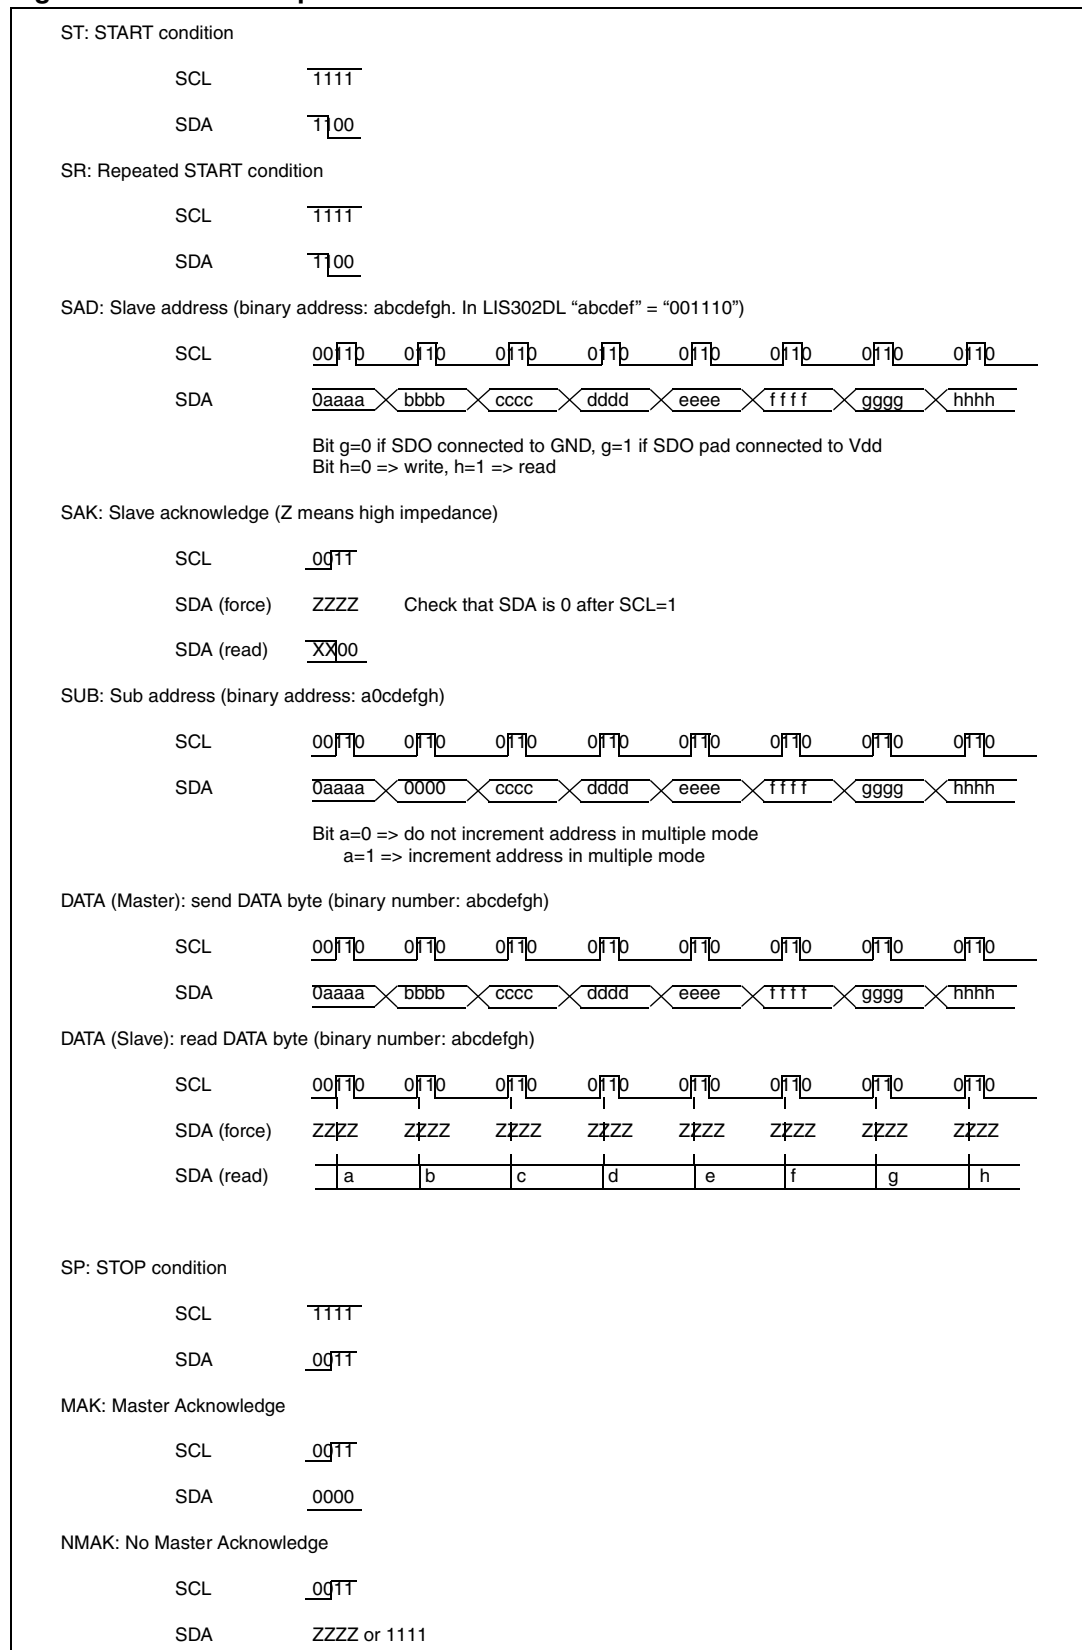 ST: START condition
SCL 1111
SDA 1100
SR: Repeated START condition
SCL 1111
SDA 1100
SAD: Slave address (binary address: abcdefgh. In LIS302DL “abcdef” = “001110”)
SCL 00110 0110 0110 0110 0110 0110 0110 0110
SDA 0aaaa bbbb cccc dddd eeee ffff gggg hhhh
Bit g=0 if SDO connected to GND, g=1 if SDO pad connected to Vdd
Bit h=0 => write, h=1 => read
SAK: Slave acknowledge (Z means high impedance)
SCL 0011
SDA (force) ZZZZ Check that SDA is 0 after SCL=1
SDA (read) XX00
SUB: Sub address (binary address: a0cdefgh)
SCL 00110 0110 0110 0110 0110 0110 0110 0110
SDA 0aaaa 0000 cccc dddd eeee ffff gggg hhhh
Bit a=0 => do not increment address in multiple mode
a=1 => increment address in multiple mode
DATA (Master): send DATA byte (binary number: abcdefgh)
SCL 00110 0110 0110 0110 0110 0110 0110 0110
SDA 0aaaa bbbb cccc dddd eeee ffff gggg hhhh
DATA (Slave): read DATA byte (binary number: abcdefgh)
SCL 00110 0110 0110 0110 0110 0110 0110 0110
SDA (force) ZZZZ ZZZZ ZZZZ ZZZZ ZZZZ ZZZZ ZZZZ ZZZZ
SDA (read) a b c d e f g h
SP: STOP condition
SCL 1111
SDA 0011
MAK: Master Acknowledge
SCL 0011
SDA 0000
NMAK: No Master Acknowledge
SCL 0011
SDA ZZZZ or 1111